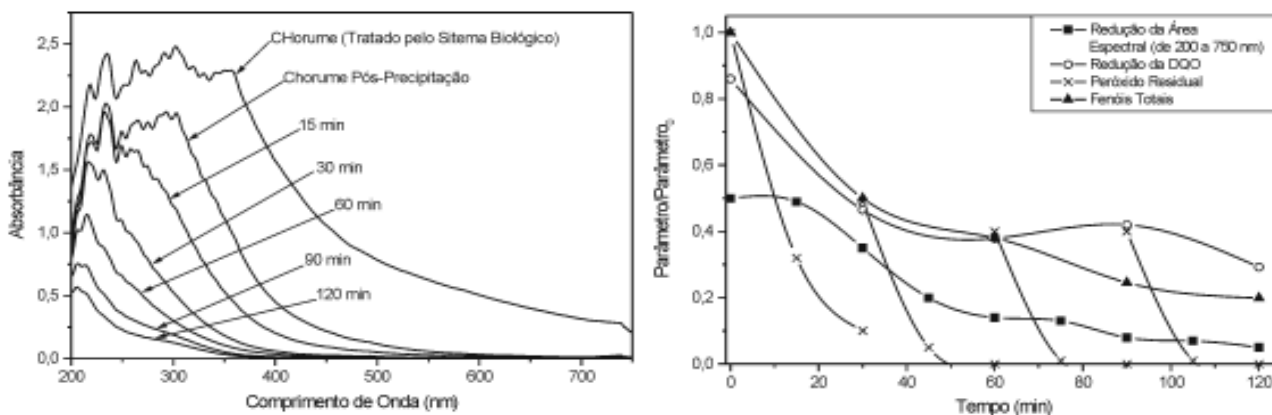 2,5
2,0
1,5
1,0
0,5
0,0
Absorbância
CHorume (Tratado pelo Sitema Biológico)
Chorume Pós-Precipitação
15 min
30 min
60 min
90 min
120 min
200 300 400 500 600 700
Comprimento de Onda (nm)
1,0
0,8
0,6
0,4
0,2
0,0
Parâmetro/Parâmetro₀
Redução da Área
Espectral (de 200 a 750 nm)
Redução da DQO
Peróxido Residual
Fenóis Totais
0 20 40 60 80 100 120
Tempo (min)